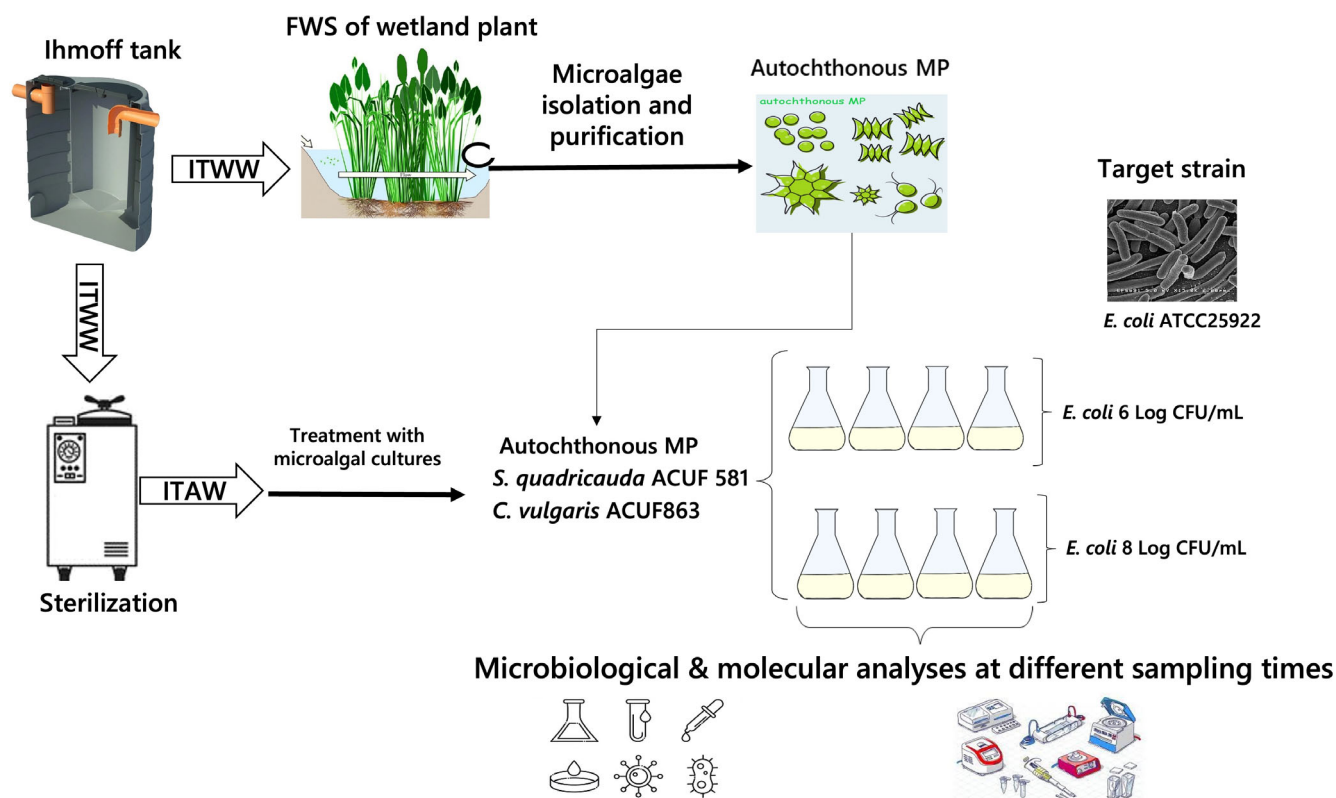 Ihmoff tank
FWS of wetland plant
Microalgae
isolation and
purification
Autochthonous MP
autochthonous MP
ITWW
Flow
C
Target strain
E. coli ATCC25922
ITWW
E. coli 6 Log CFU/mL
Treatment with
microalgal cultures
Autochthonous MP
S. quadricauda ACUF 581
C. vulgaris ACUF863
ITAW
E. coli 8 Log CFU/mL
Sterilization
Microbiological & molecular analyses at different sampling times